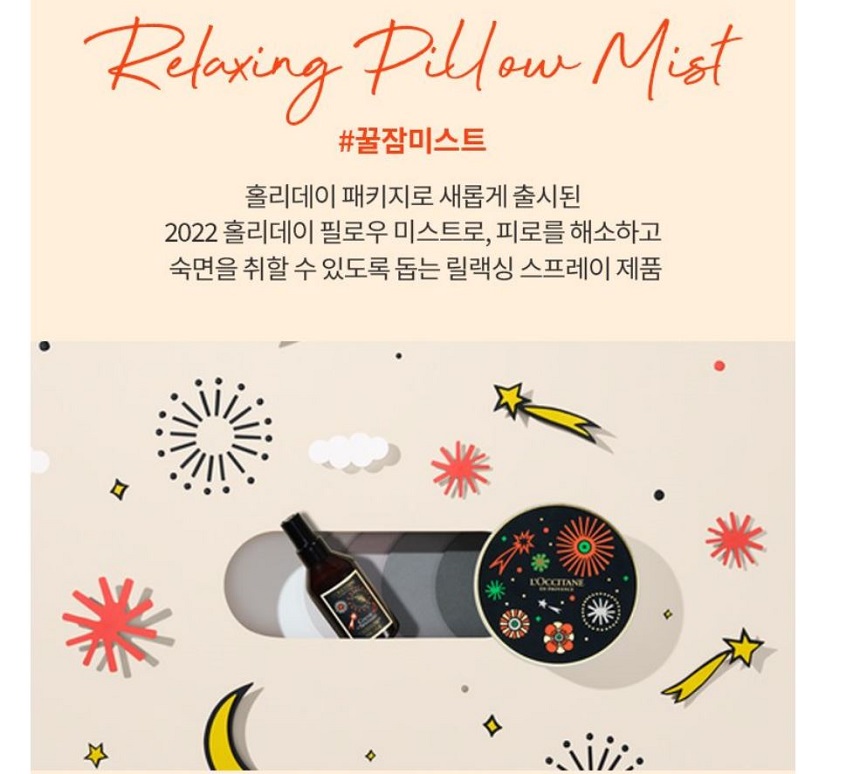 Relaxing Pillow Mist
#꿀잠미스트
홀리데이 패키지로 새롭게 출시된
2022 홀리데이 필로우 미스트로, 피로를 해소하고
숙면을 취할 수 있도록 돕는 릴랙싱 스프레이 제품
L'OCCITANE
EN PROVENCE